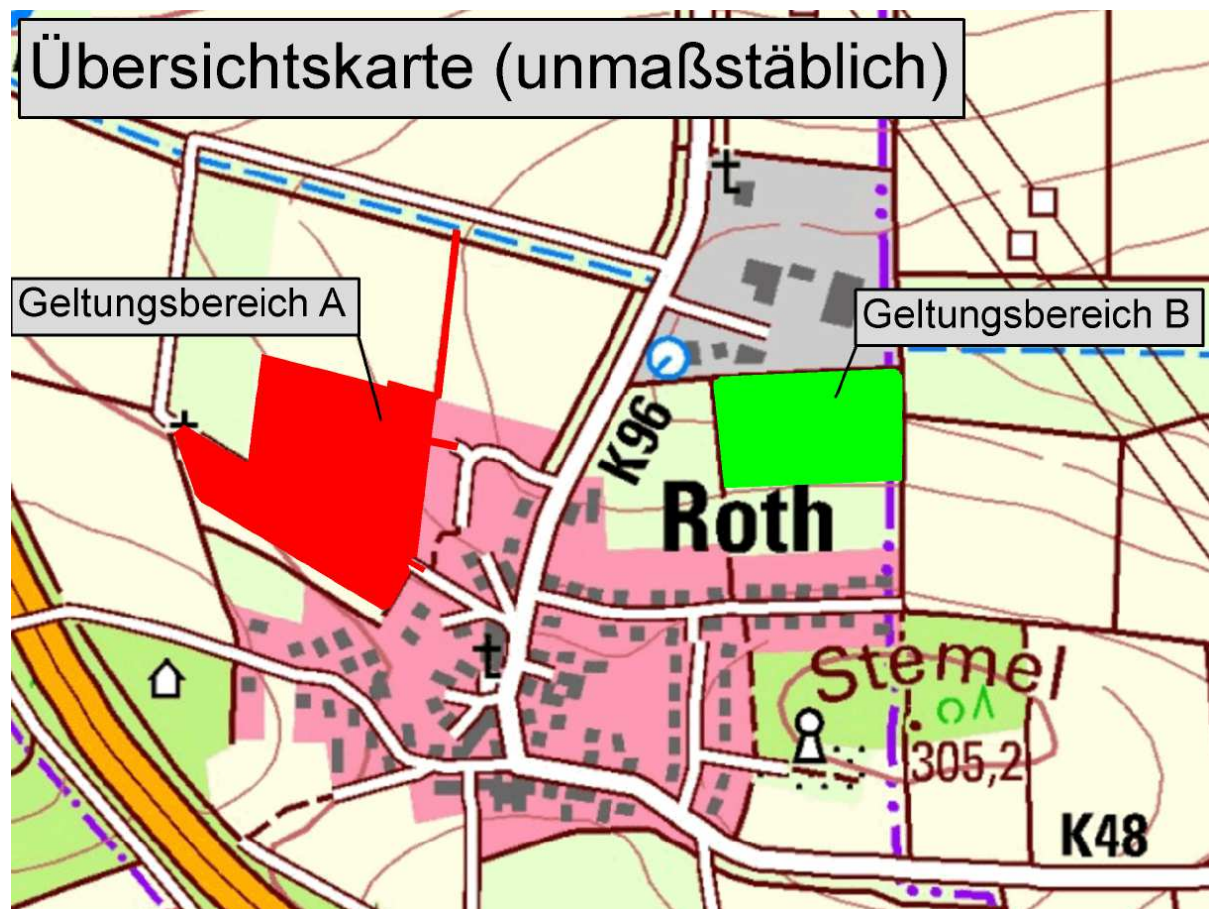 Übersichtskarte (unmaßstäblich)
Geltungsbereich A
Geltungsbereich B
K96
Roth
Stemel
305,2
K48